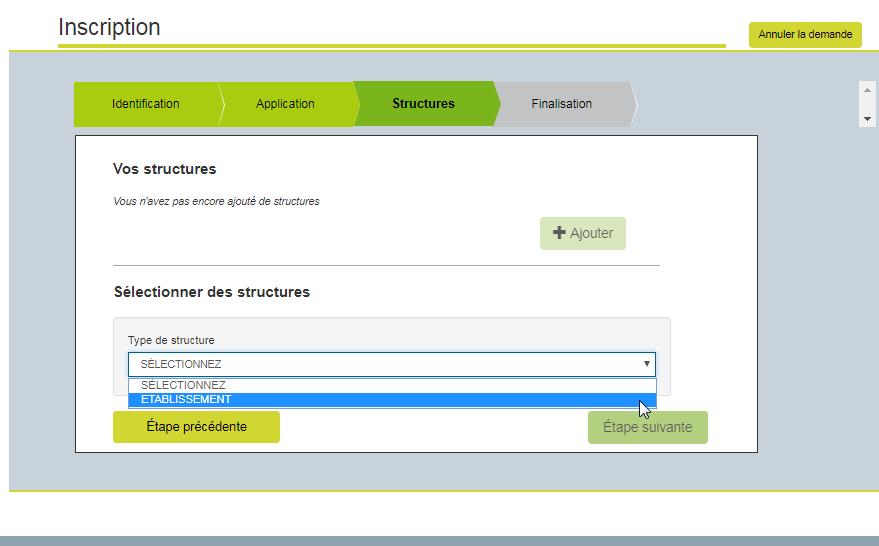 Inscription
Annuler la demande
Identification
Application
Structures
Finalisation
Vos structures
Vous n'avez pas encore ajouté de structures
Ajouter
Sélectionner des structures
Type de structure
SÉLECTIONNEZ
SÉLECTIONNEZ
ETABLISSEMENT
Étape précédente
Étape suivante